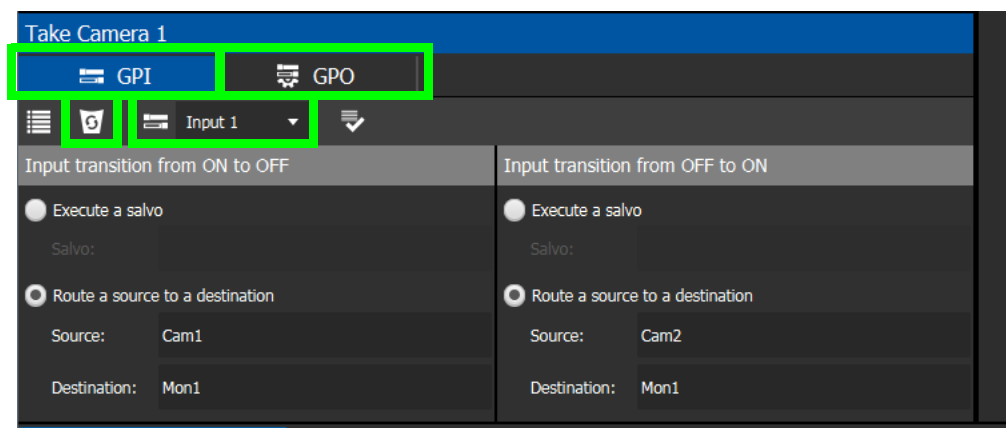 Take Camera 1
GPI GPO
Input 1
Input transition from ON to OFF Input transition from OFF to ON
Execute a salvo Execute a salvo
Salvo: Salvo:
Route a source to a destination Route a source to a destination
Source: Cam1 Source: Cam2
Destination: Mon1 Destination: Mon1